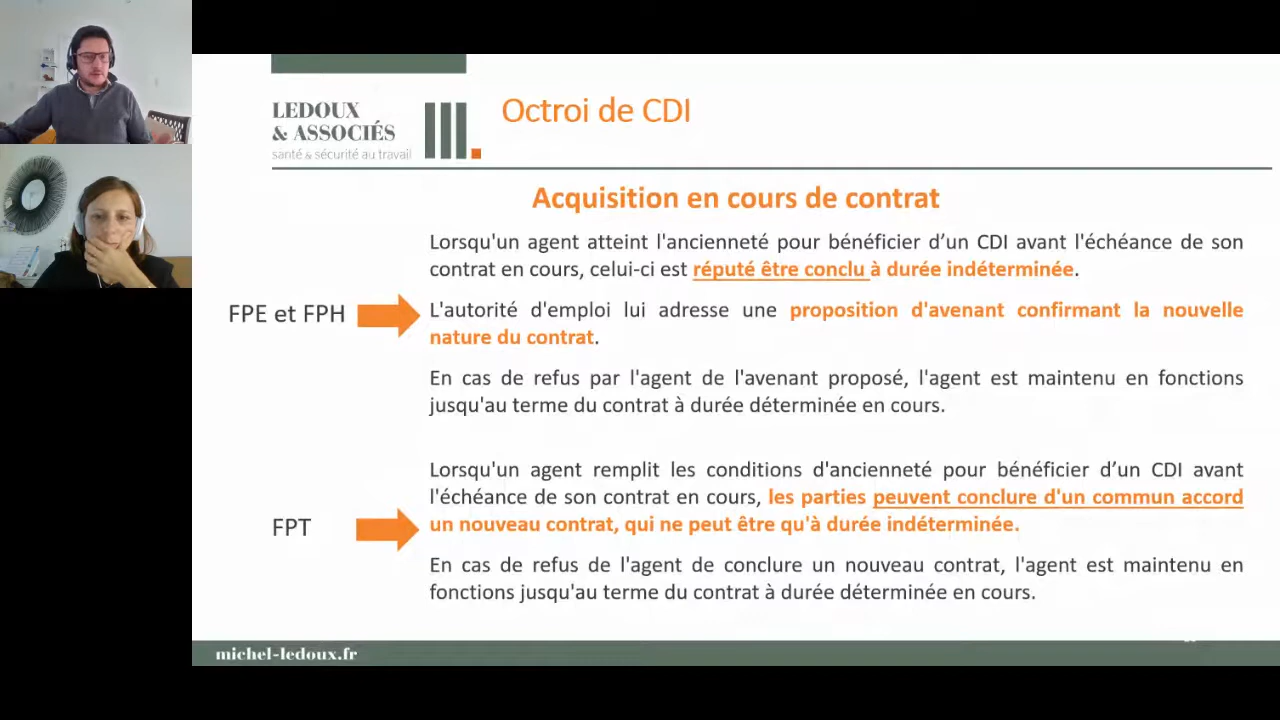 LEDOUX
& ASSOCIÉS
santé & sécurité au travail
Octroi de CDI
Acquisition en cours de contrat
Lorsqu'un agent atteint l'ancienneté pour bénéficier d’un CDI avant l'échéance de son
contrat en cours, celui-ci est réputé être conclu à durée indéterminée.
FPE et FPH
L'autorité d'emploi lui adresse une proposition d'avenant confirmant la nouvelle
nature du contrat.
En cas de refus par l'agent de l'avenant proposé, l'agent est maintenu en fonctions
jusqu'au terme du contrat à durée déterminée en cours.
Lorsqu'un agent remplit les conditions d'ancienneté pour bénéficier d’un CDI avant
l'échéance de son contrat en cours, les parties peuvent conclure d'un commun accord
un nouveau contrat, qui ne peut être qu'à durée indéterminée.
FPT
En cas de refus de l'agent de conclure un nouveau contrat, l'agent est maintenu en
fonctions jusqu'au terme du contrat à durée déterminée en cours.
michel-ledoux.fr